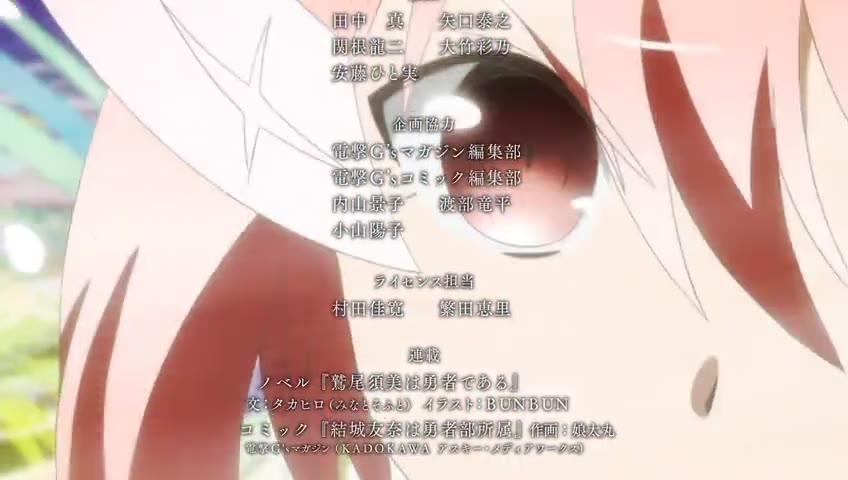 田中 真 矢口泰之
関根龍二 大竹彩乃
安藤ひと実
企画協力
電撃G'sマガジン編集部
電撃G'sコミック編集部
内山景子 渡部竜平
小山陽子
ライセンス担当
村田佳寛 繁田恵里
連載
ノベル『鷲尾須美は勇者である』
文：タカヒロ（みなとそふと） イラスト：BUNBUN
コミック『結城友奈は勇者部所属』作画：娘太丸
電撃G'sマガジン（KADOKAWA アスキー・メディアワークス）